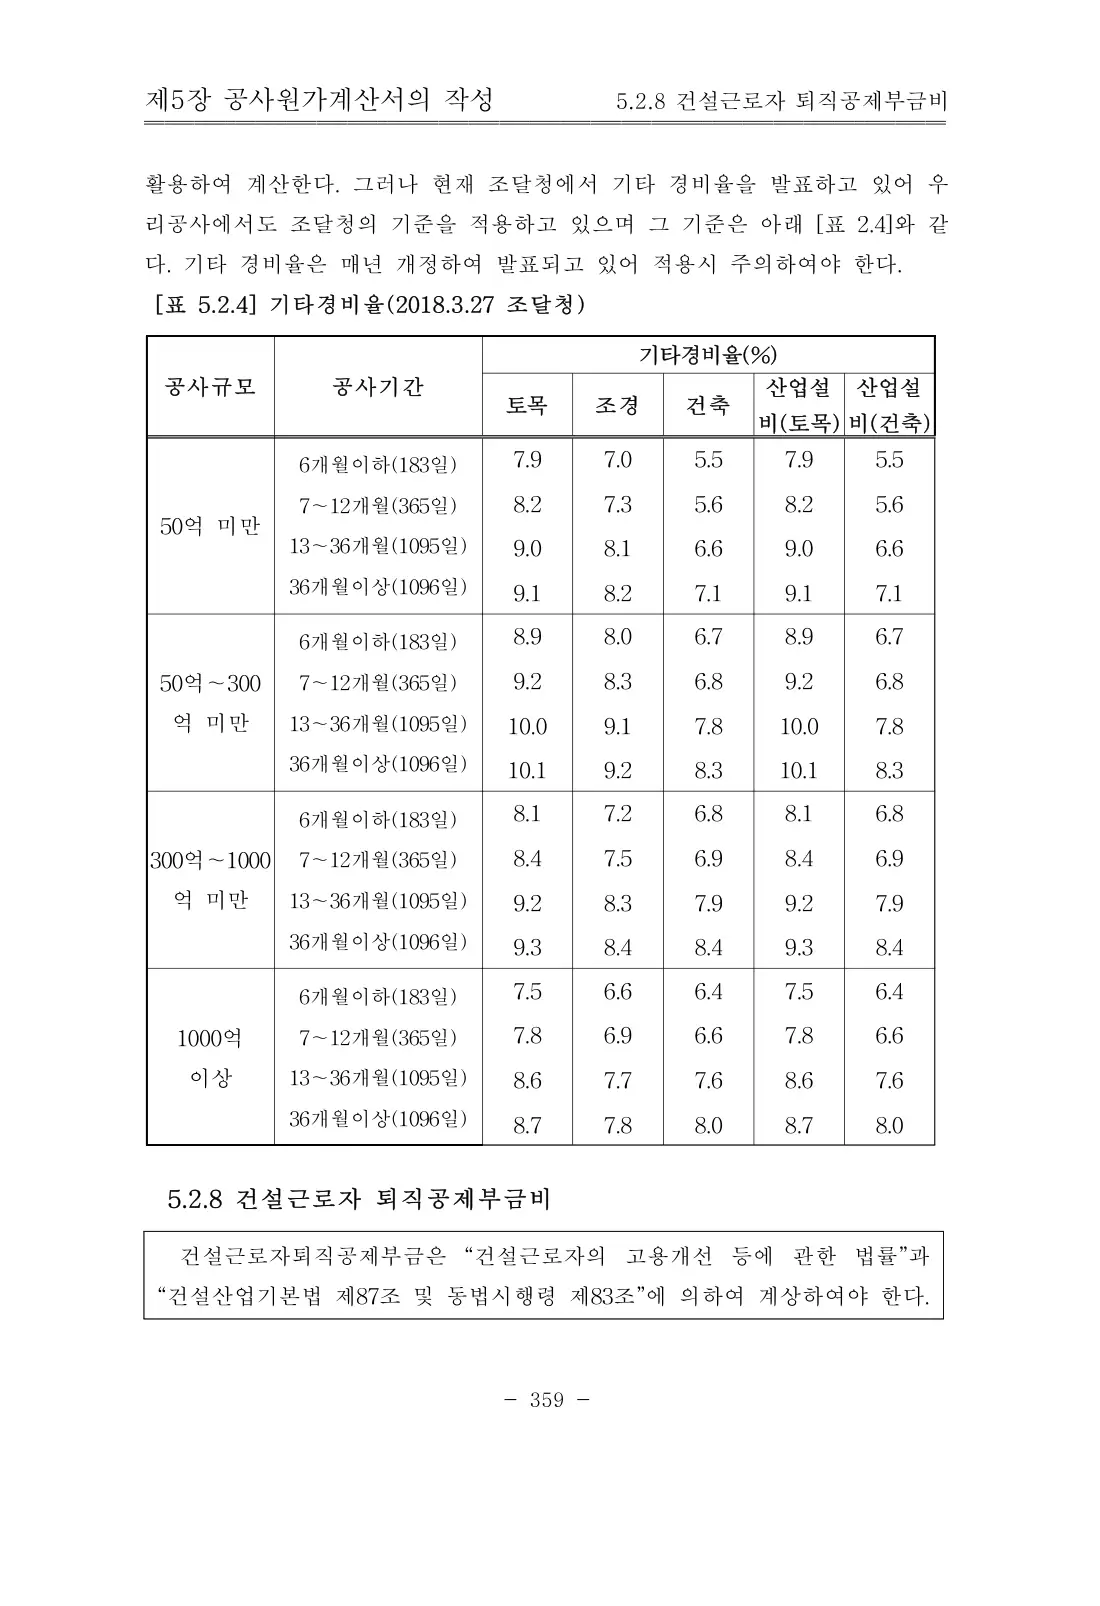 제5장 공사원가계산서의 작성 5.2.8 건설근로자 퇴직공제부금비
활용하여 계산한다. 그러나 현재 조달청에서 기타 경비율을 발표하고 있어 우
리공사에서도 조달청의 기준을 적용하고 있으며 그 기준은 아래 [표 2.4]와 같
다. 기타 경비율은 매년 개정하여 발표되고 있어 적용시 주의하여야 한다.
[표 5.2.4] 기타경비율(2018.3.27 조달청)
공사규모 공사기간 기타경비율(%)
토목 조경 건축 산업설 산업설
비(토목) 비(건축)
50억 미만
6개월이하(183일) 7.9 7.0 5.5 7.9 5.5
7~12개월(365일) 8.2 7.3 5.6 8.2 5.6
13~36개월(1095일) 9.0 8.1 6.6 9.0 6.6
36개월이상(1096일) 9.1 8.2 7.1 9.1 7.1
50억~300
억 미만
6개월이하(183일) 8.9 8.0 6.7 8.9 6.7
7~12개월(365일) 9.2 8.3 6.8 9.2 6.8
13~36개월(1095일) 10.0 9.1 7.8 10.0 7.8
36개월이상(1096일) 10.1 9.2 8.3 10.1 8.3
300억~1000
억 미만
6개월이하(183일) 8.1 7.2 6.8 8.1 6.8
7~12개월(365일) 8.4 7.5 6.9 8.4 6.9
13~36개월(1095일) 9.2 8.3 7.9 9.2 7.9
36개월이상(1096일) 9.3 8.4 8.4 9.3 8.4
1000억
이상
6개월이하(183일) 7.5 6.6 6.4 7.5 6.4
7~12개월(365일) 7.8 6.9 6.6 7.8 6.6
13~36개월(1095일) 8.6 7.7 7.6 8.6 7.6
36개월이상(1096일) 8.7 7.8 8.0 8.7 8.0
5.2.8 건설근로자 퇴직공제부금비
건설근로자퇴직공제부금은 “건설근로자의 고용개선 등에 관한 법률”과
“건설산업기본법 제87조 및 동법시행령 제83조”에 의하여 계상하여야 한다.
- 359 -